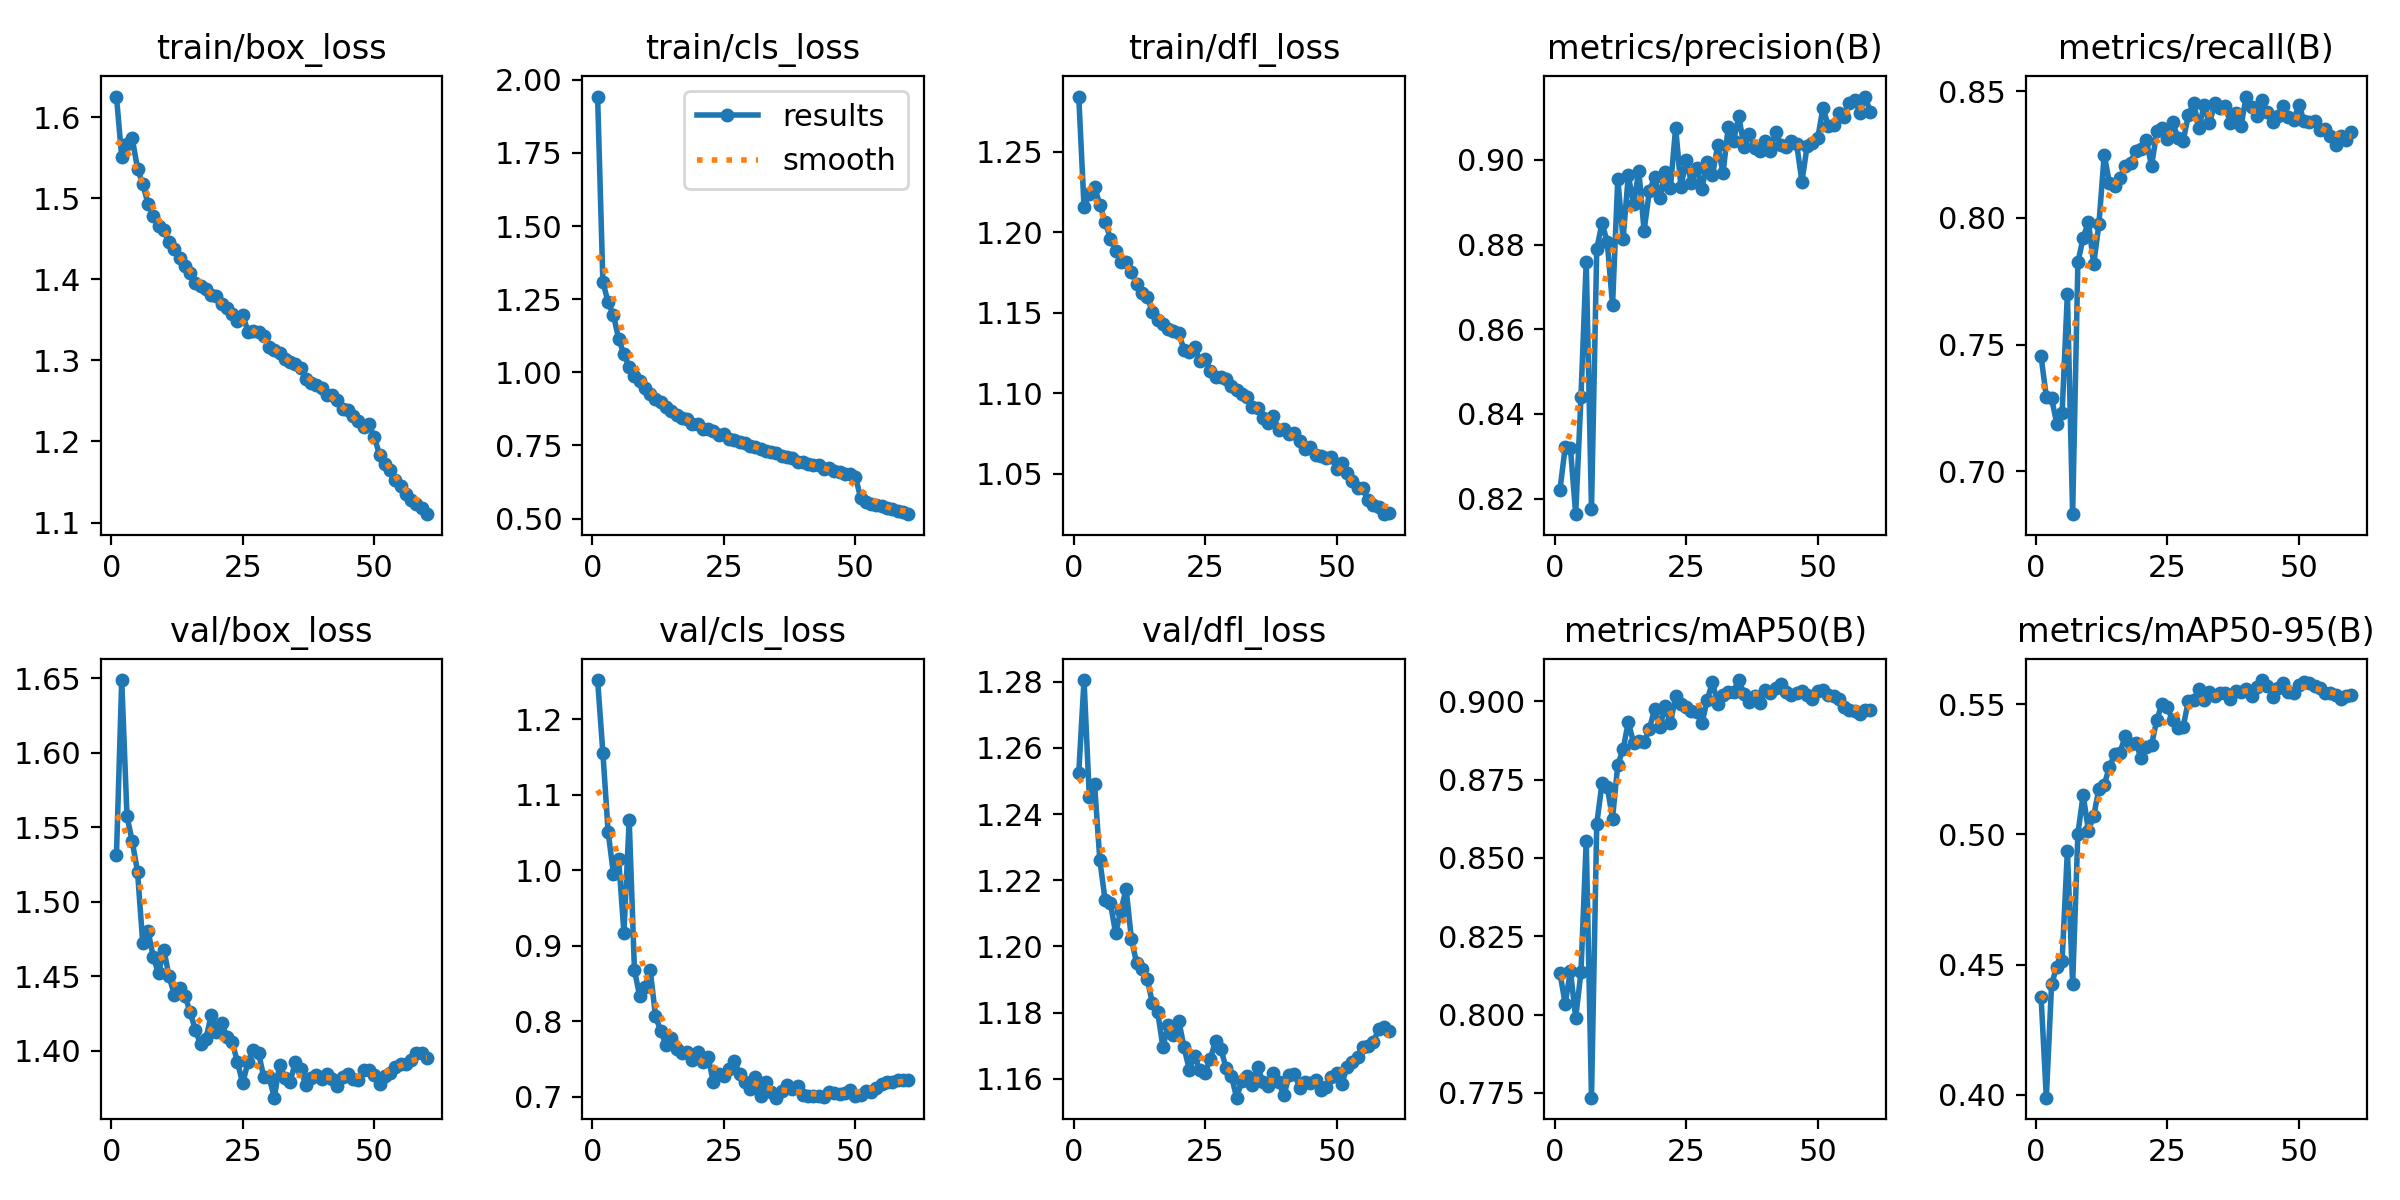 train/box_loss
1.6
1.5
1.4
1.3
1.2
1.1
0 25 50
train/cls_loss
2.00
1.75
1.50
1.25
1.00
0.75
0.50
results
smooth
0 25 50
train/dfl_loss
1.25
1.20
1.15
1.10
1.05
0 25 50
metrics/precision(B)
0.90
0.88
0.86
0.84
0.82
0 25 50
metrics/recall(B)
0.85
0.80
0.75
0.70
0 25 50
val/box_loss
1.65
1.60
1.55
1.50
1.45
1.40
0 25 50
val/cls_loss
1.2
1.1
1.0
0.9
0.8
0.7
0 25 50
val/dfl_loss
1.28
1.26
1.24
1.22
1.20
1.18
1.16
0 25 50
metrics/mAP50(B)
0.900
0.875
0.850
0.825
0.800
0.775
0 25 50
metrics/mAP50-95(B)
0.55
0.50
0.45
0.40
0 25 50